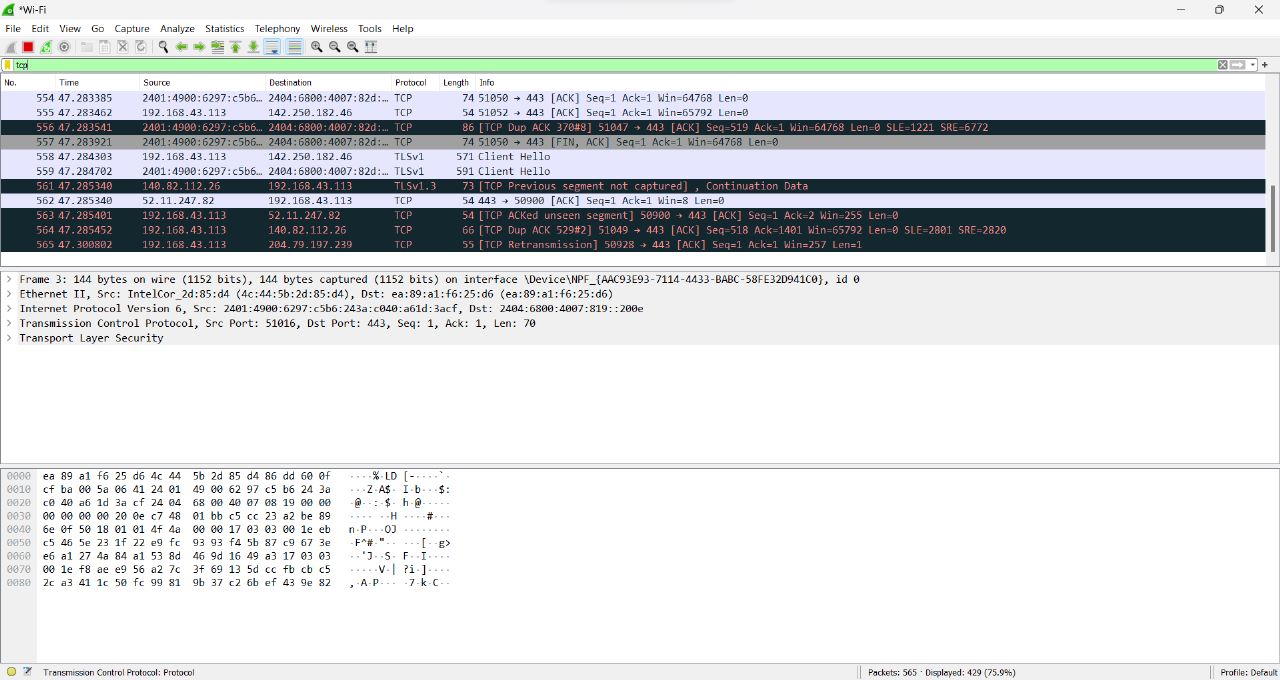 *Wi-Fi
File Edit View Go Capture Analyze Statistics Telephony Wireless Tools Help
tcp
No. Time Source Destination Protocol Length Info
554 47.283385 2401:4900:6297:c5b6… 2404:6800:4007:82d:… TCP 74 51050 → 443 [ACK] Seq=1 Ack=1 Win=64768 Len=0
555 47.283462 192.168.43.113 142.250.182.46 TCP 54 51052 → 443 [ACK] Seq=1 Ack=1 Win=65792 Len=0
556 47.283541 2401:4900:6297:c5b6… 2404:6800:4007:82d:… TCP 86 [TCP Dup ACK 370#8] 51047 → 443 [ACK] Seq=519 Ack=1 Win=64768 Len=0 SLE=1221 SRE=6772
557 47.283921 2401:4900:6297:c5b6… 2404:6800:4007:82d:… TCP 74 51050 → 443 [FIN, ACK] Seq=1 Ack=1 Win=64768 Len=0
558 47.284303 192.168.43.113 142.250.182.46 TLSv1 571 Client Hello
559 47.284702 2401:4900:6297:c5b6… 2404:6800:4007:82d:… TLSv1 591 Client Hello
561 47.285340 140.82.112.26 192.168.43.113 TLSv1.3 73 [TCP Previous segment not captured] , Continuation Data
562 47.285340 52.11.247.82 192.168.43.113 TCP 54 443 → 50900 [ACK] Seq=1 Ack=1 Win=8 Len=0
563 47.285401 192.168.43.113 52.11.247.82 TCP 54 [TCP ACKed unseen segment] 50900 → 443 [ACK] Seq=1 Ack=2 Win=255 Len=0
564 47.285452 192.168.43.113 140.82.112.26 TCP 66 [TCP Dup ACK 529#2] 51049 → 443 [ACK] Seq=518 Ack=1401 Win=65792 Len=0 SLE=2801 SRE=2820
565 47.300802 192.168.43.113 204.79.197.239 TCP 55 [TCP Retransmission] 50928 → 443 [ACK] Seq=1 Ack=1 Win=257 Len=1
> Frame 3: 144 bytes on wire (1152 bits), 144 bytes captured (1152 bits) on interface \Device\NPF_{AAC93E93-7114-4433-BABC-58FE32D941C0}, id 0
> Ethernet II, Src: IntelCor_2d:85:d4 (4c:44:5b:2d:85:d4), Dst: ea:89:a1:f6:25:d6 (ea:89:a1:f6:25:d6)
> Internet Protocol Version 6, Src: 2401:4900:6297:c5b6:243a:c040:a61d:3acf, Dst: 2404:6800:4007:819::200e
> Transmission Control Protocol, Src Port: 51016, Dst Port: 443, Seq: 1, Ack: 1, Len: 70
> Transport Layer Security
0000 ea 89 a1 f6 25 d6 4c 44 5b 2d 85 d4 86 dd 60 0f ····%·LD [-····`·
0010 cf ba 00 5a 06 41 24 01 49 00 62 97 c5 b6 24 3a ···Z·A$· I·b···$:
0020 c0 40 a6 1d 3a cf 24 04 68 00 40 07 08 19 00 00 ·@··:·$· h·@·····
0030 00 00 00 00 20 0e c7 48 01 bb c5 cc 23 a2 be 89 ···· ··H ····#···
0040 6e 0f 50 18 01 01 4f 4a 00 00 17 03 03 00 1e eb n·P···OJ ········
0050 c5 46 5e 23 1f 22 e9 fc 93 93 f4 5b 87 c9 67 3e ·F^#·"·· ···[··g>
0060 e6 a1 27 4a 84 a1 53 8d 46 9d 16 49 a3 17 03 03 ··'J··S· F··I····
0070 00 1e f8 ae e9 56 a2 7c 3f 69 13 5d cc fb cb c5 ·····V·| ?i·]····
0080 2c a3 41 1c 50 fc 99 81 9b 37 c2 6b ef 43 9e 82 ,·A·P··· ·7·k·C··
Transmission Control Protocol: Protocol Packets: 565 · Displayed: 429 (75.9%) Profile: Default